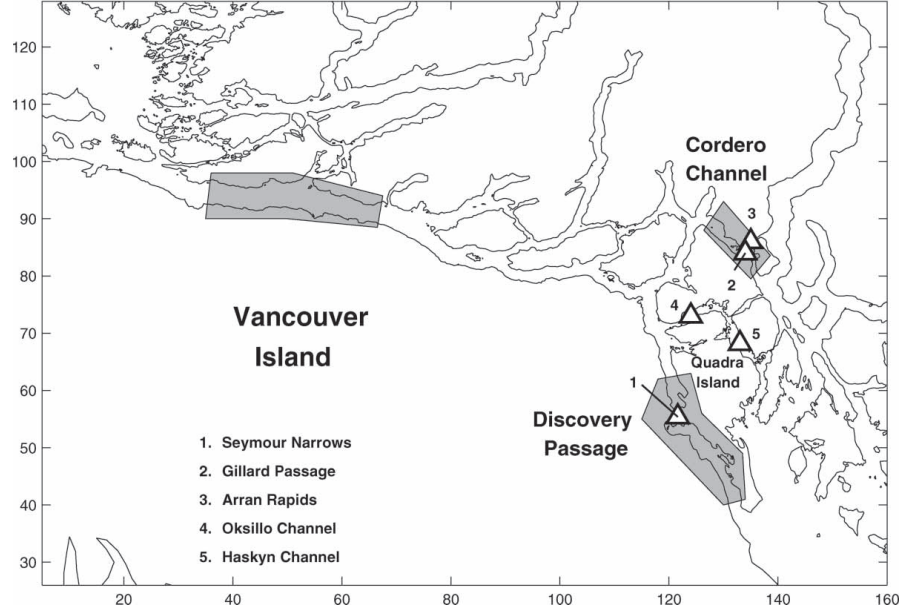 120
110
100
90
80
70
60
50
40
30
20
40
60
80
100
120
140
160
Cordero
Channel
3
2
4
5
Quadra
Island
1
Vancouver
Island
Discovery
Passage
1. Seymour Narrows
2. Gillard Passage
3. Arran Rapids
4. Oksillo Channel
5. Haskyn Channel